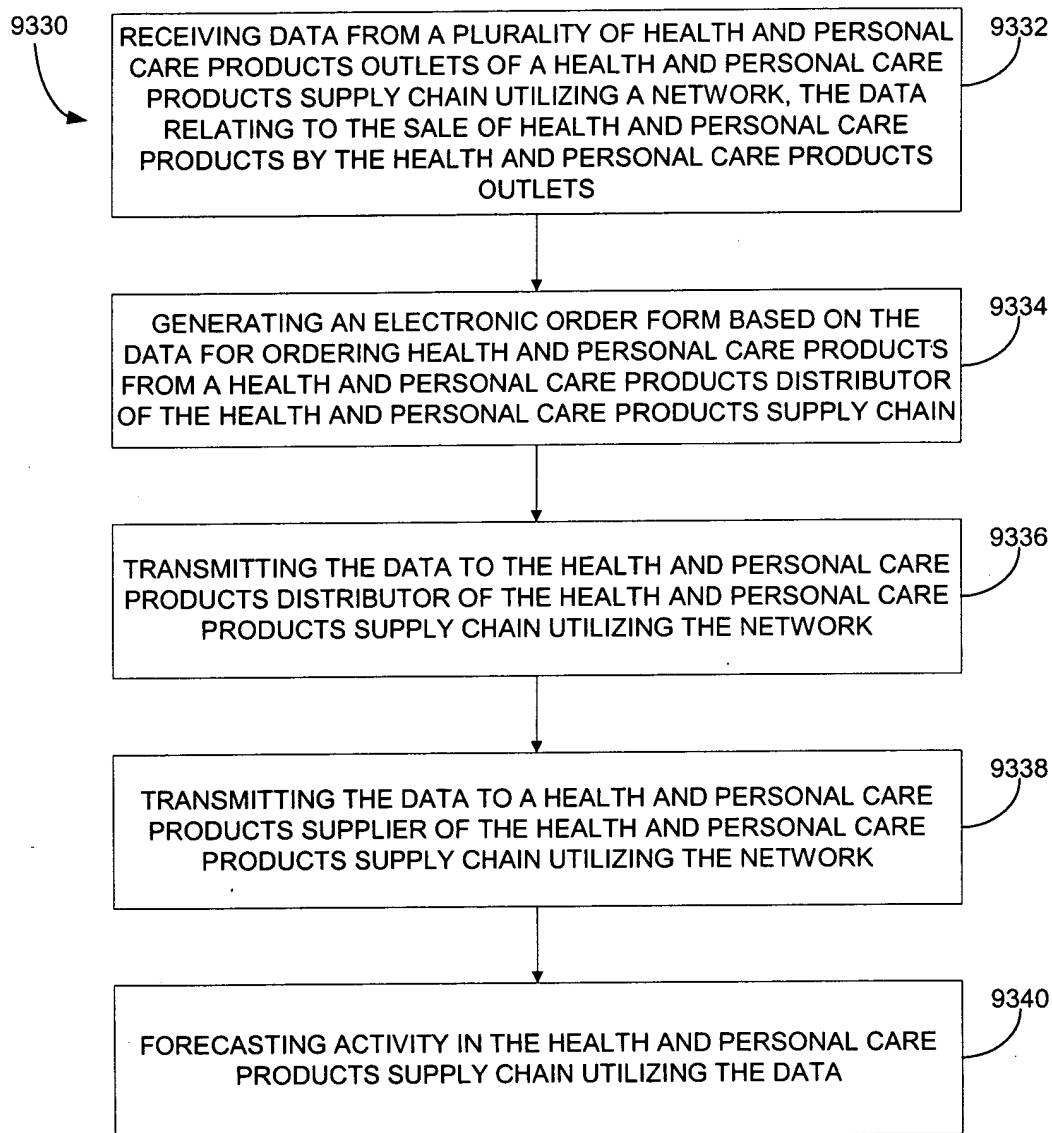 9330
RECEIVING DATA FROM A PLURALITY OF HEALTH AND PERSONAL
CARE PRODUCTS OUTLETS OF A HEALTH AND PERSONAL CARE
PRODUCTS SUPPLY CHAIN UTILIZING A NETWORK, THE DATA
RELATING TO THE SALE OF HEALTH AND PERSONAL CARE
PRODUCTS BY THE HEALTH AND PERSONAL CARE PRODUCTS
OUTLETS
9332
GENERATING AN ELECTRONIC ORDER FORM BASED ON THE
DATA FOR ORDERING HEALTH AND PERSONAL CARE PRODUCTS
FROM A HEALTH AND PERSONAL CARE PRODUCTS DISTRIBUTOR
OF THE HEALTH AND PERSONAL CARE PRODUCTS SUPPLY CHAIN
9334
TRANSMITTING THE DATA TO THE HEALTH AND PERSONAL CARE
PRODUCTS DISTRIBUTOR OF THE HEALTH AND PERSONAL CARE
PRODUCTS SUPPLY CHAIN UTILIZING THE NETWORK
9336
TRANSMITTING THE DATA TO A HEALTH AND PERSONAL CARE
PRODUCTS SUPPLIER OF THE HEALTH AND PERSONAL CARE
PRODUCTS SUPPLY CHAIN UTILIZING THE NETWORK
9338
FORECASTING ACTIVITY IN THE HEALTH AND PERSONAL CARE
PRODUCTS SUPPLY CHAIN UTILIZING THE DATA
9340